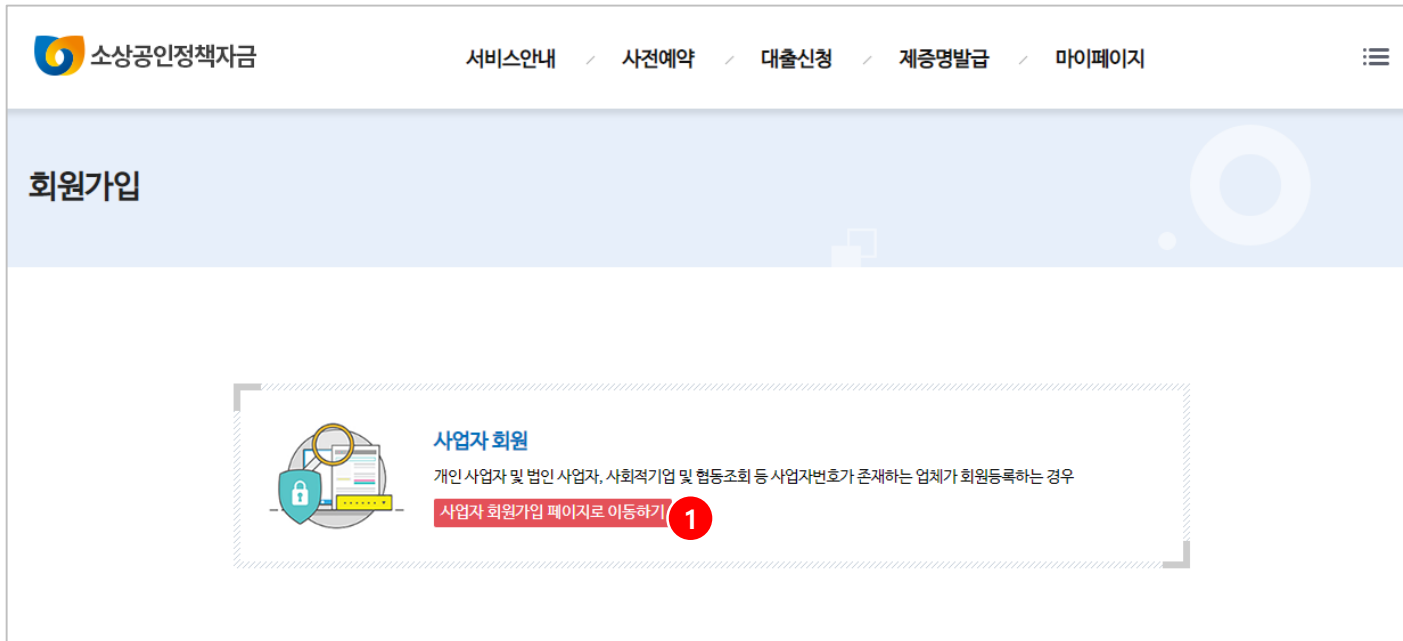 소상공인정책자금
서비스안내 / 사전예약 / 대출신청 / 제증명발급 / 마이페이지
회원가입
사업자 회원
개인 사업자 및 법인 사업자, 사회적기업 및 협동조회 등 사업자번호가 존재하는 업체가 회원등록하는 경우
사업자 회원가입 페이지로 이동하기 1